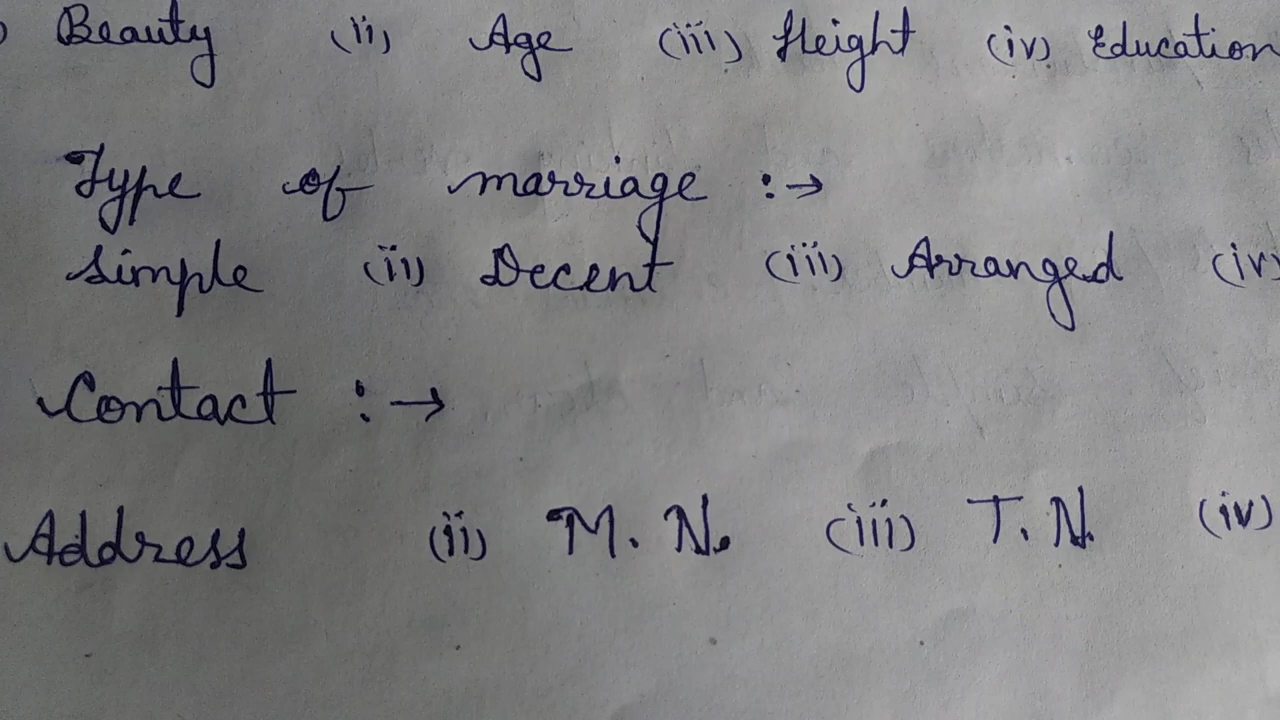 ) Beauty (ii) Age (iii) Height (iv) Education
Type of marriage :→
Simple (ii) Decent (iii) Arranged (iv)
Contact :→
Address (ii) M. N. (iii) T. N. (iv)